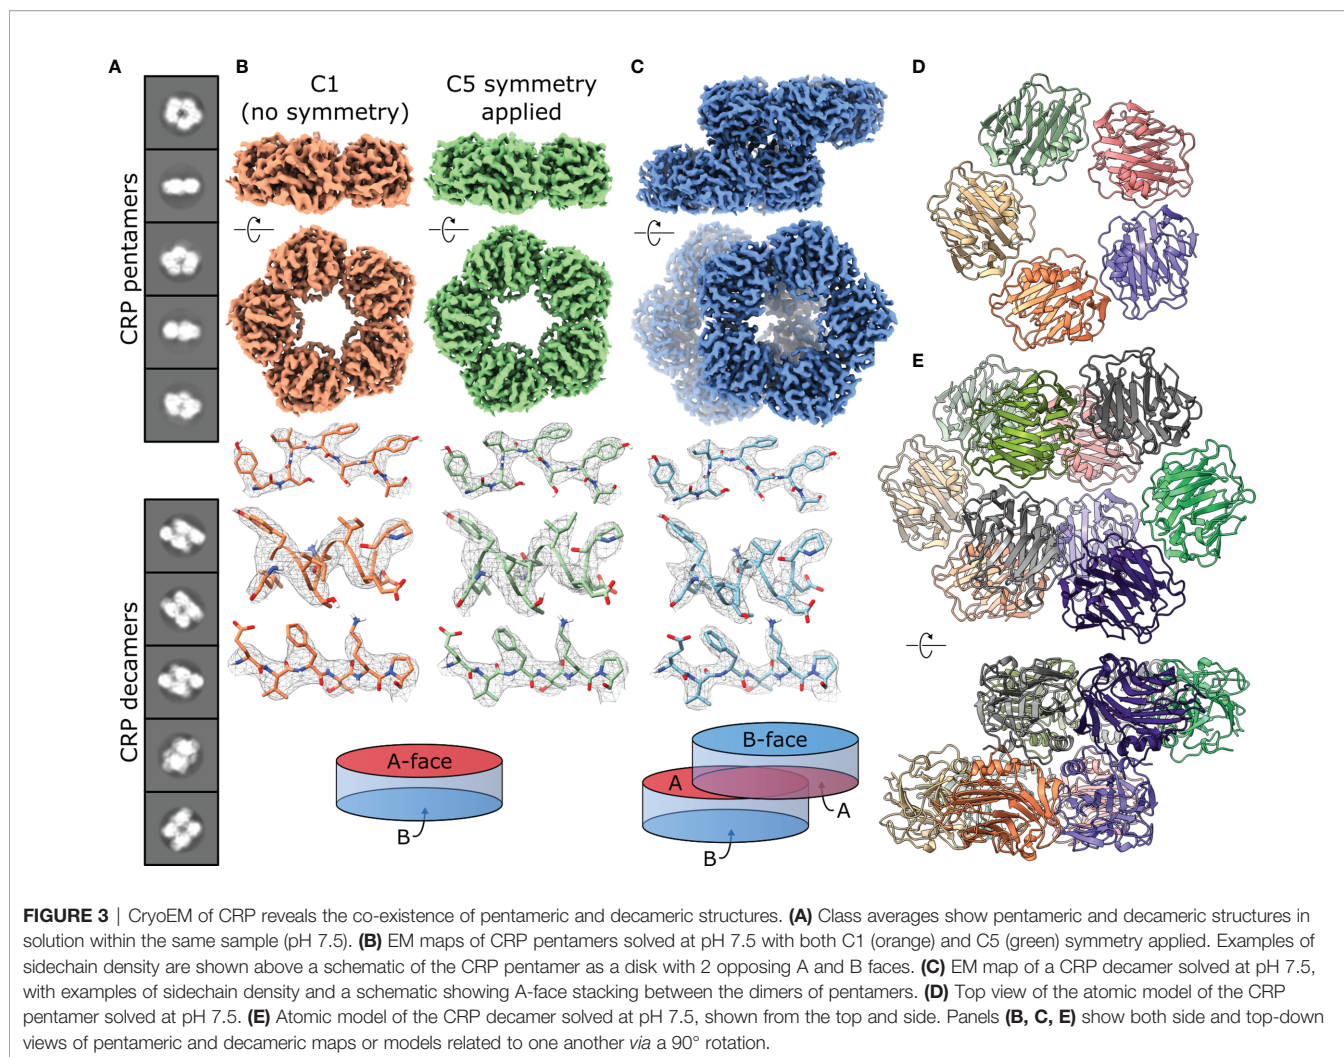 A
B
C1
(no symmetry)
C5 symmetry
applied
C
D
CRP pentamers
E
CRP decamers
A-face
B
B-face
A
A
B
FIGURE 3 | CryoEM of CRP reveals the co-existence of pentameric and decameric structures. (A) Class averages show pentameric and decameric structures in
solution within the same sample (pH 7.5). (B) EM maps of CRP pentamers solved at pH 7.5 with both C1 (orange) and C5 (green) symmetry applied. Examples of
sidechain density are shown above a schematic of the CRP pentamer as a disk with 2 opposing A and B faces. (C) EM map of a CRP decamer solved at pH 7.5,
with examples of sidechain density and a schematic showing A-face stacking between the dimers of pentamers. (D) Top view of the atomic model of the CRP
pentamer solved at pH 7.5. (E) Atomic model of the CRP decamer solved at pH 7.5, shown from the top and side. Panels (B, C, E) show both side and top-down
views of pentameric and decameric maps or models related to one another via a 90° rotation.